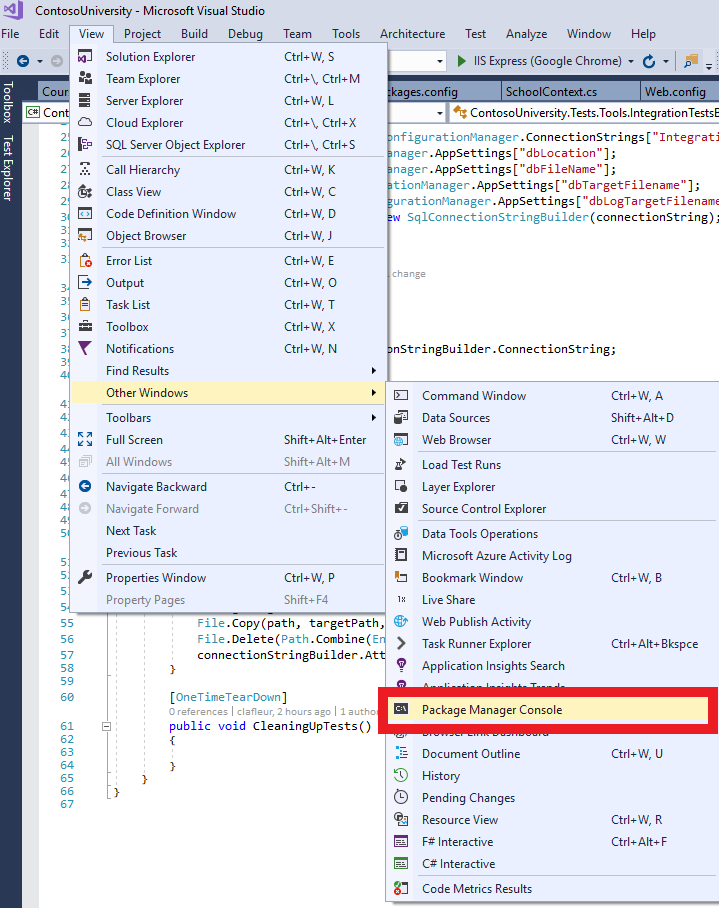 ContosoUniversity - Microsoft Visual Studio
File Edit View Project Build Debug Team Tools Architecture Test Analyze Window Help
IIS Express (Google Chrome)
Toolbox
Test Explorer
Cour ckages.config SchoolContext.cs Web.config
C# Cont ContosoUniversity.Tests.Tools.IntegrationTestsB
Solution Explorer Ctrl+W, S
Team Explorer Ctrl+\, Ctrl+M
Server Explorer Ctrl+W, L
Cloud Explorer Ctrl+\, Ctrl+X
SQL Server Object Explorer Ctrl+\, Ctrl+S
Call Hierarchy Ctrl+W, K
Class View Ctrl+W, C
Code Definition Window Ctrl+W, D
Object Browser Ctrl+W, J
Error List Ctrl+W, E
Output Ctrl+W, O
Task List Ctrl+W, T
Toolbox Ctrl+W, X
Notifications Ctrl+W, N
Find Results
Other Windows
Toolbars
Full Screen Shift+Alt+Enter
All Windows Shift+Alt+M
Navigate Backward Ctrl+-
Navigate Forward Ctrl+Shift+-
Next Task
Previous Task
Properties Window Ctrl+W, P
Property Pages Shift+F4
onfigurationManager.ConnectionStrings["Integratio
anager.AppSettings["dbLocation"];
anager.AppSettings["dbFileName"];
rationManager.AppSettings["dbTargetFilename"];
gurationManager.AppSettings["dbLogTargetFilename
ew SqlConnectionStringBuilder(connectionString);
change
onStringBuilder.ConnectionString;
Command Window Ctrl+W, A
Data Sources Shift+Alt+D
Web Browser Ctrl+W, W
Load Test Runs
Layer Explorer
Source Control Explorer
Data Tools Operations
Microsoft Azure Activity Log
Bookmark Window Ctrl+W, B
Live Share
Web Publish Activity
Task Runner Explorer Ctrl+Alt+Bkspce
Application Insights Search
Application Insights Trends
Package Manager Console
Browser Link Dashboard
Document Outline Ctrl+W, U
History
Pending Changes
Resource View Ctrl+W, R
F# Interactive Ctrl+Alt+F
C# Interactive
Code Metrics Results
55 File.Copy(path, targetPath,
56 File.Delete(Path.Combine(En
57 connectionStringBuilder.Att
58 }
59
60 [OneTimeTearDown]
0 references | clafleur, 2 hours ago | 1 autho
61 public void CleaningUpTests()
62 {
63
64 }
65 }
66 }
67